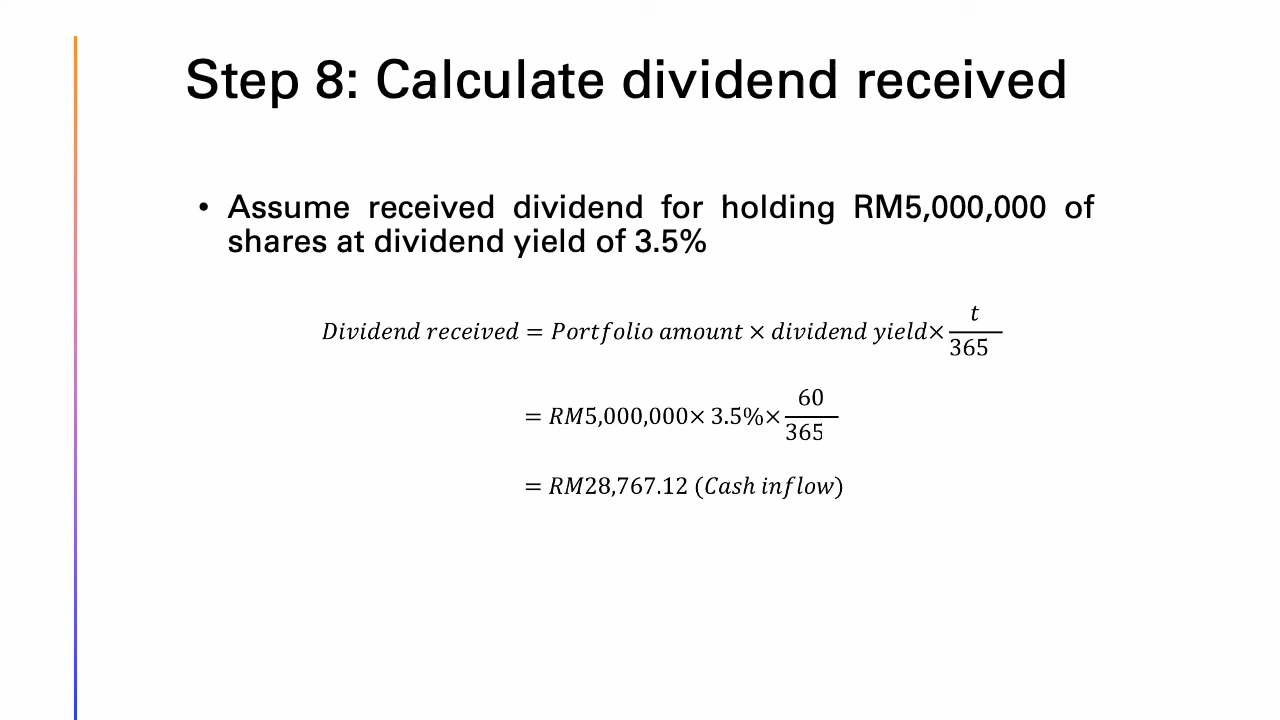 Step 8: Calculate dividend received
• Assume received dividend for holding RM5,000,000 of
shares at dividend yield of 3.5%
Dividend received = Portfolio amount × dividend yield× t/365
= RM5,000,000× 3.5%× 60/365
= RM28,767.12 (Cash inflow)